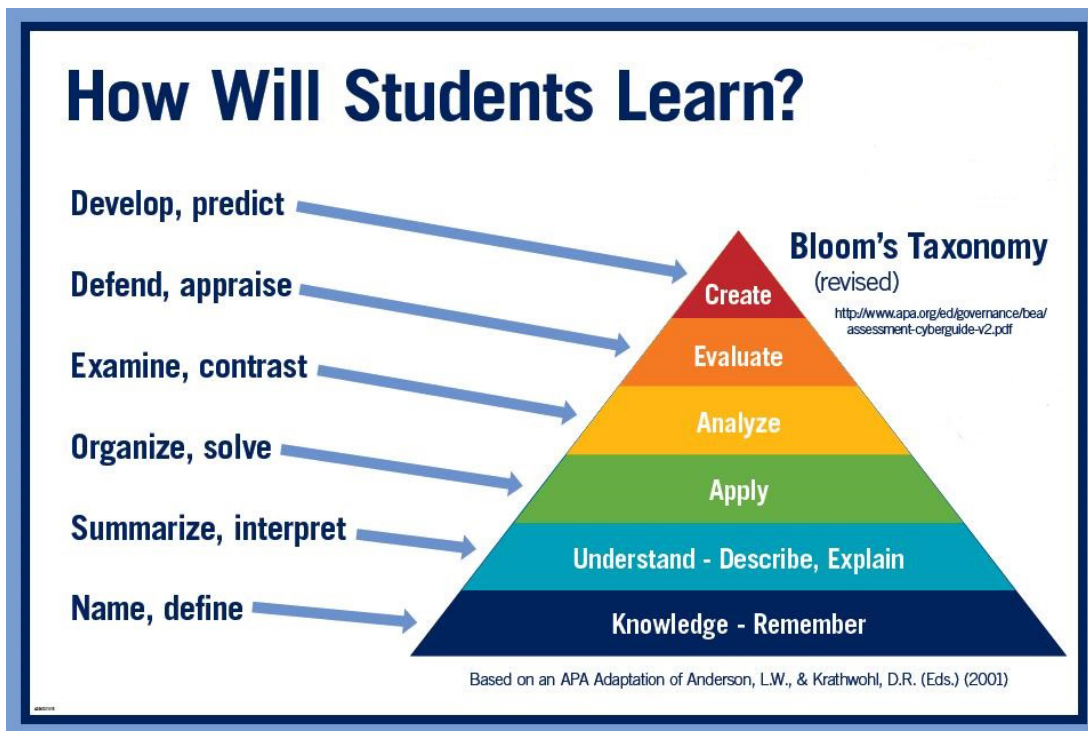 How Will Students Learn?
Develop, predict
Defend, appraise
Examine, contrast
Organize, solve
Summarize, interpret
Name, define
Bloom's Taxonomy
(revised)
http://www.apa.org/ed/governance/bea/
assessment-cyberguide-v2.pdf
Create
Evaluate
Analyze
Apply
Understand - Describe, Explain
Knowledge - Remember
Based on an APA Adaptation of Anderson, L.W., & Krathwohl, D.R. (Eds.) (2001)